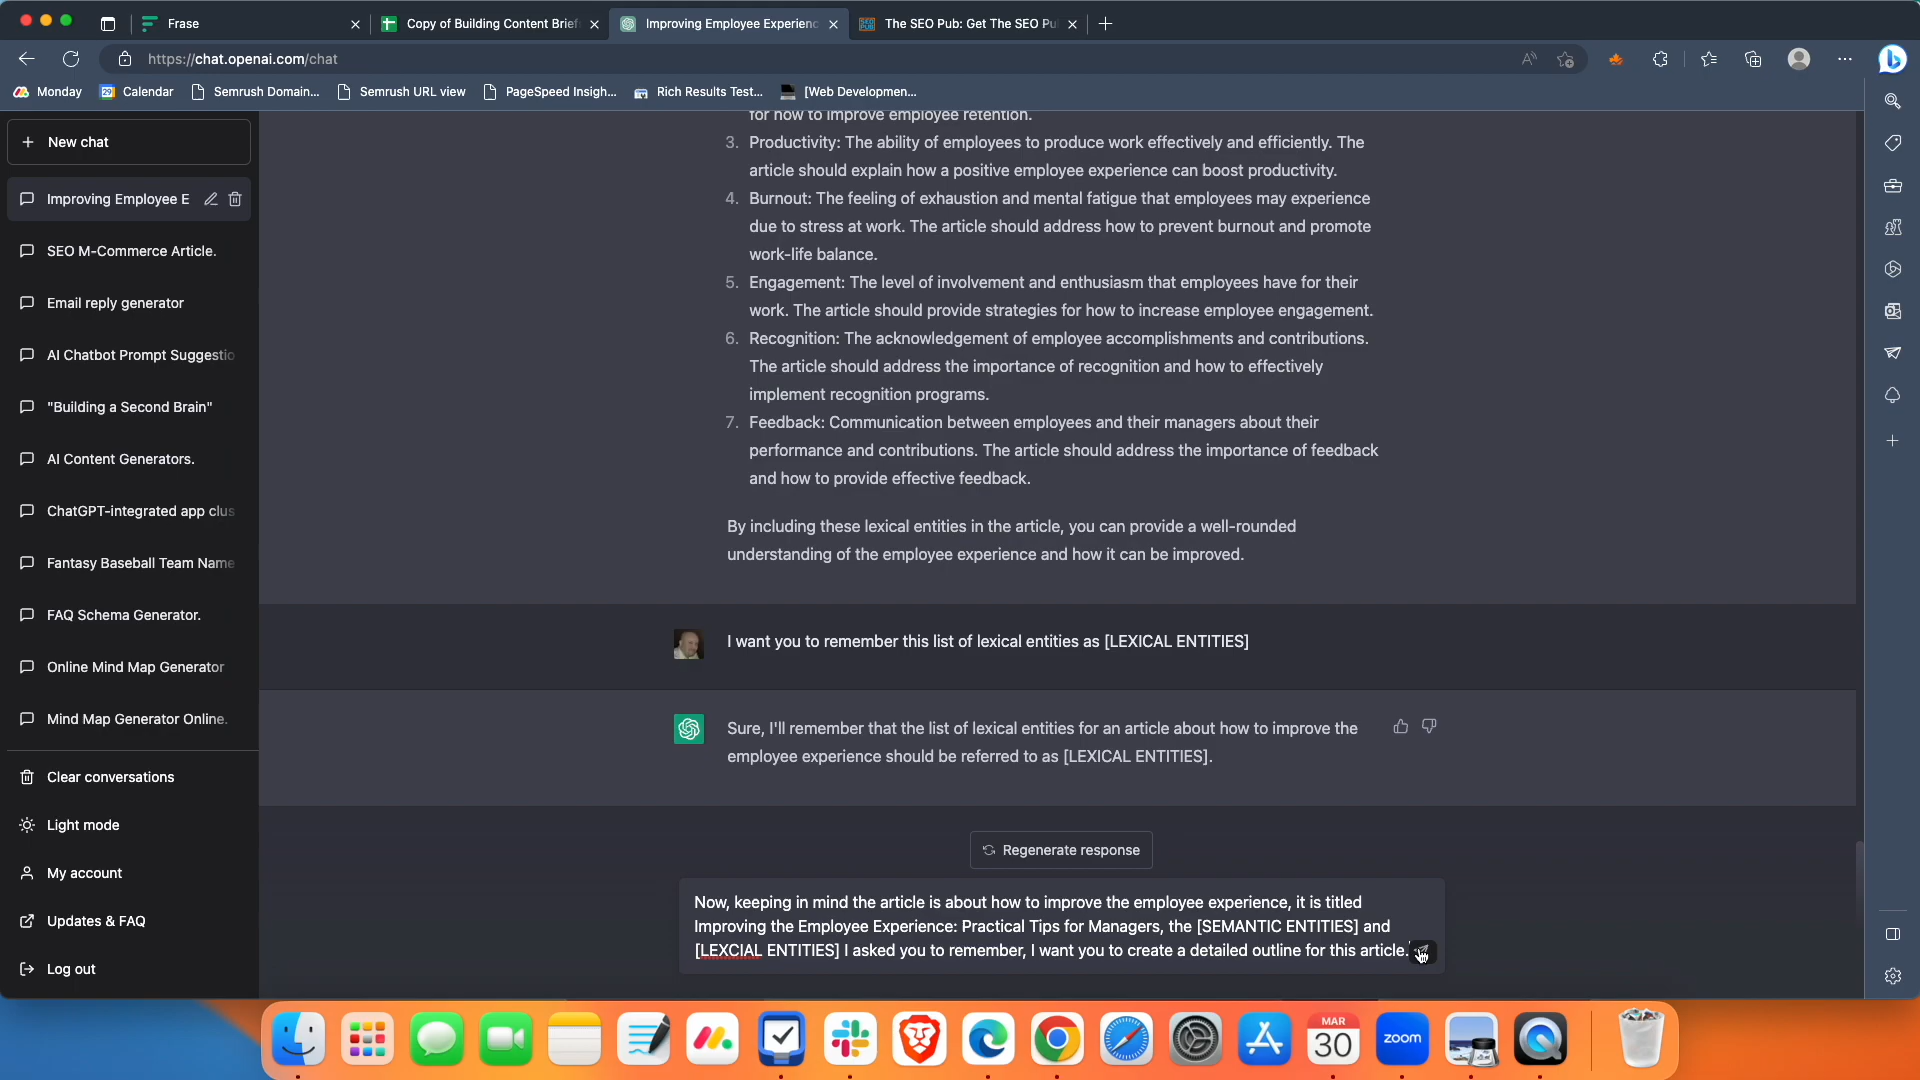 Frase
Copy of Building Content Brief
Improving Employee Experienc
The SEO Pub: Get The SEO Pu
https://chat.openai.com/chat
Monday
Calendar
Semrush Domain...
Semrush URL view
PageSpeed Insigh...
Rich Results Test...
[Web Developmen...
New chat
Improving Employee E
SEO M-Commerce Article.
Email reply generator
AI Chatbot Prompt Suggestio
"Building a Second Brain"
AI Content Generators.
ChatGPT-integrated app clus
Fantasy Baseball Team Name
FAQ Schema Generator.
Online Mind Map Generator
Mind Map Generator Online.
Clear conversations
Light mode
My account
Updates & FAQ
Log out
for how to improve employee retention.
3. Productivity: The ability of employees to produce work effectively and efficiently. The
article should explain how a positive employee experience can boost productivity.
4. Burnout: The feeling of exhaustion and mental fatigue that employees may experience
due to stress at work. The article should address how to prevent burnout and promote
work-life balance.
5. Engagement: The level of involvement and enthusiasm that employees have for their
work. The article should provide strategies for how to increase employee engagement.
6. Recognition: The acknowledgement of employee accomplishments and contributions.
The article should address the importance of recognition and how to effectively
implement recognition programs.
7. Feedback: Communication between employees and their managers about their
performance and contributions. The article should address the importance of feedback
and how to provide effective feedback.
By including these lexical entities in the article, you can provide a well-rounded
understanding of the employee experience and how it can be improved.
I want you to remember this list of lexical entities as [LEXICAL ENTITIES]
Sure, I'll remember that the list of lexical entities for an article about how to improve the
employee experience should be referred to as [LEXICAL ENTITIES].
Regenerate response
Now, keeping in mind the article is about how to improve the employee experience, it is titled
Improving the Employee Experience: Practical Tips for Managers, the [SEMANTIC ENTITIES] and
[LEXCIAL ENTITIES] I asked you to remember, I want you to create a detailed outline for this article.
MAR
30
zoom